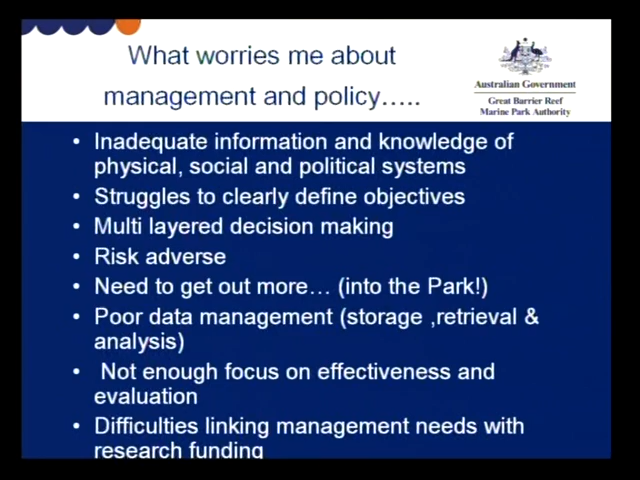 What worries me about
management and policy…..
Australian Government
Great Barrier Reef
Marine Park Authority
• Inadequate information and knowledge of
physical, social and political systems
• Struggles to clearly define objectives
• Multi layered decision making
• Risk adverse
• Need to get out more… (into the Park!)
• Poor data management (storage ,retrieval &
analysis)
• Not enough focus on effectiveness and
evaluation
• Difficulties linking management needs with
research funding